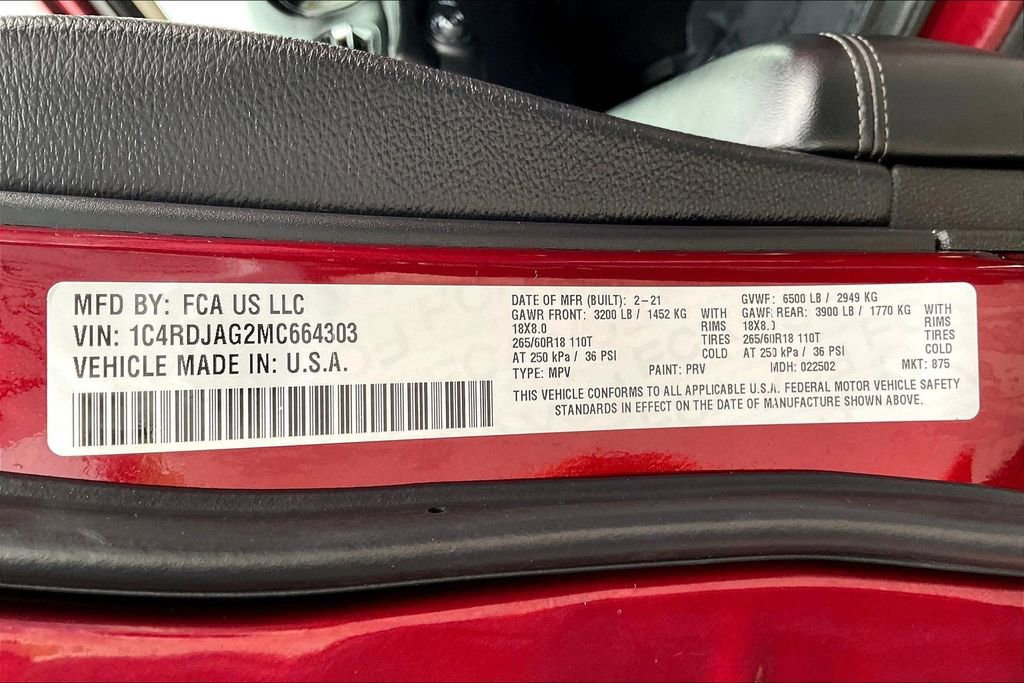 MFD BY: FCA US LLC
VIN: 1C4RDJAG2MC664303
VEHICLE MADE IN: U.S.A.
DATE OF MFR (BUILT): 2-21
GAWR FRONT: 3200 LB / 1452 KG WITH
18X8.0 RIMS
265/60R18 110T TIRES
AT 250 kPa / 36 PSI COLD
TYPE: MPV PAINT: PRV
GVWF: 6500 LB / 2949 KG
GAWR REAR: 3900 LB / 1770 KG WITH
18X8.0 RIMS
265/60R18 110T TIRES
AT 250 kPa / 36 PSI COLD
MDH: 022502 MKT: 875
THIS VEHICLE CONFORMS TO ALL APPLICABLE U.S.A. FEDERAL MOTOR VEHICLE SAFETY
STANDARDS IN EFFECT ON THE DATE OF MANUFACTURE SHOWN ABOVE.